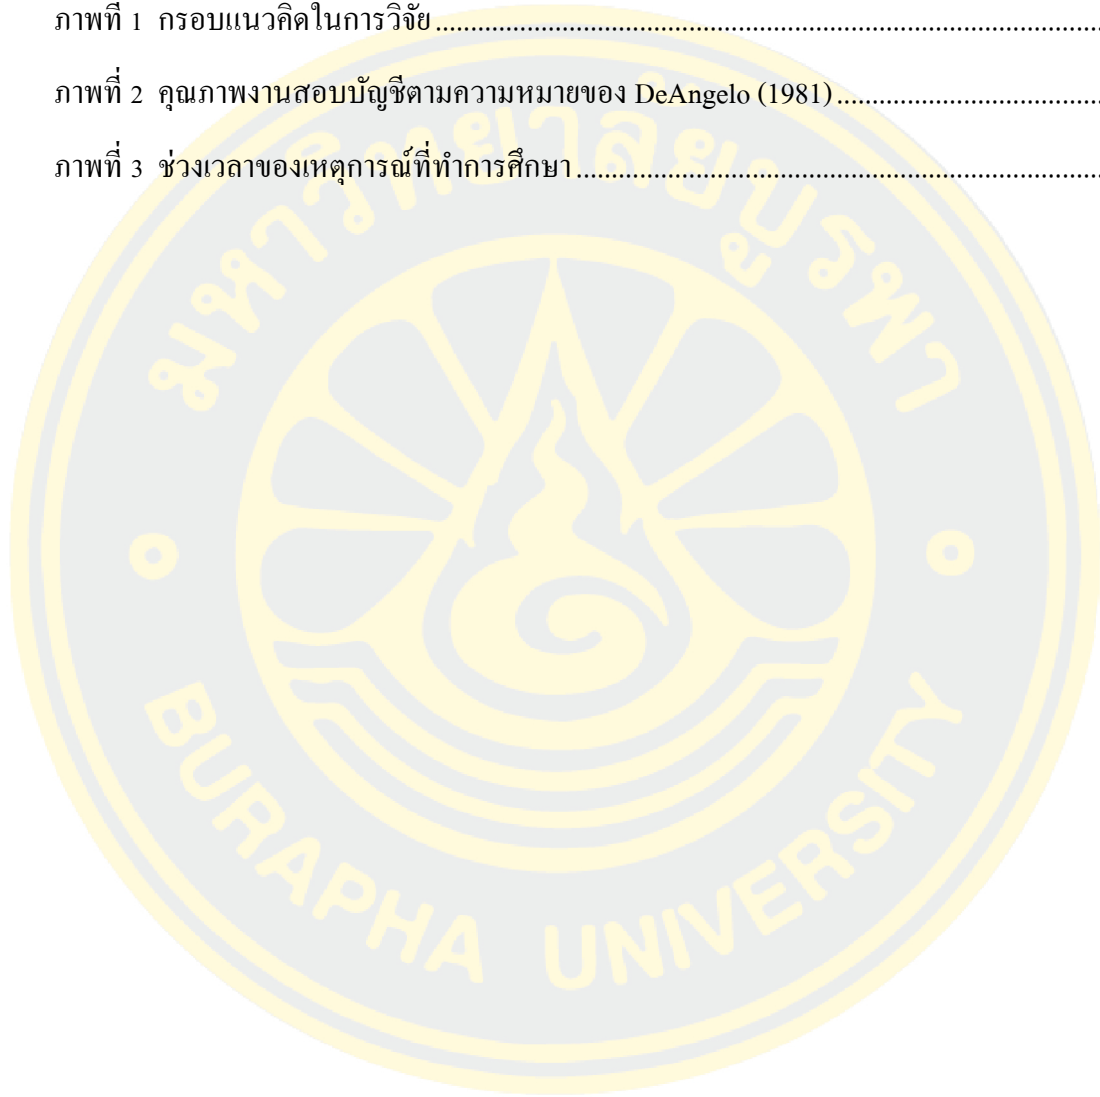 ภาพที่ 1 กรอบแนวคิดในการวิจัย........................................................................................................................
ภาพที่ 2 คุณภาพงานสอบบัญชีตามความหมายของ DeAngelo (1981)..................................................
ภาพที่ 3 ช่วงเวลาของเหตุการณ์ที่ทำการศึกษา....................................................................................
มหาวิทยาลัยบูรพา
BURAPHA UNIVERSITY